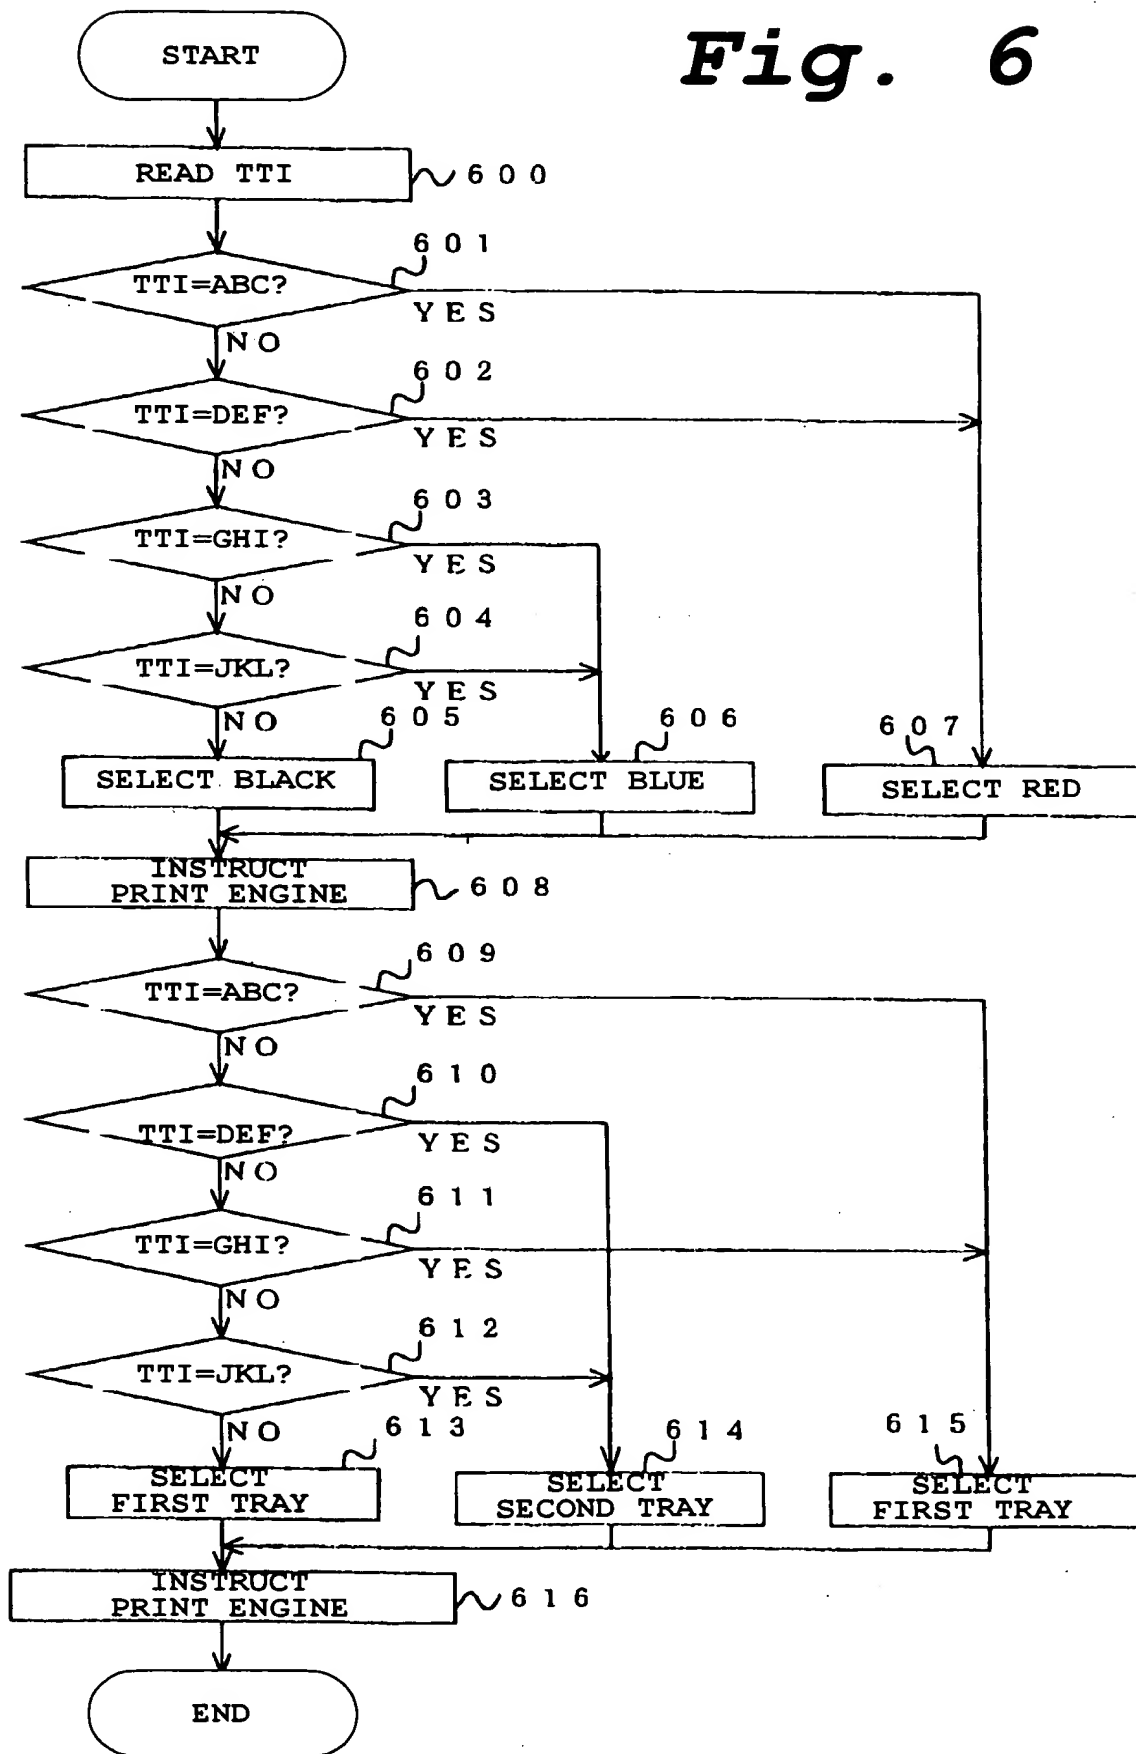 Fig. 6
START
READ TTI
600
601
TTI=ABC?
YES
NO
602
TTI=DEF?
YES
NO
603
TTI=GHI?
YES
NO
604
TTI=JKL?
YES
NO
605
606
607
SELECT BLACK
SELECT BLUE
SELECT RED
INSTRUCT
PRINT ENGINE
608
609
TTI=ABC?
YES
NO
610
TTI=DEF?
YES
NO
611
TTI=GHI?
YES
NO
612
TTI=JKL?
YES
NO
613
614
615
SELECT
FIRST TRAY
SELECT
SECOND TRAY
SELECT
FIRST TRAY
INSTRUCT
PRINT ENGINE
616
END